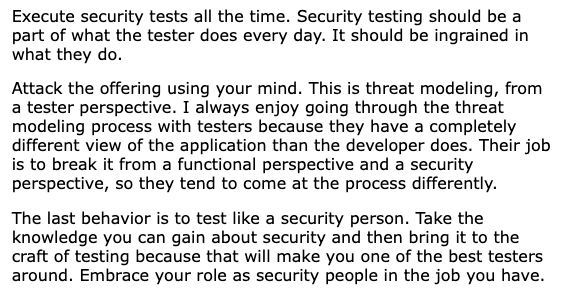 Execute security tests all the time. Security testing should be a
part of what the tester does every day. It should be ingrained in
what they do.
Attack the offering using your mind. This is threat modeling, from
a tester perspective. I always enjoy going through the threat
modeling process with testers because they have a completely
different view of the application than the developer does. Their job
is to break it from a functional perspective and a security
perspective, so they tend to come at the process differently.
The last behavior is to test like a security person. Take the
knowledge you can gain about security and then bring it to the
craft of testing because that will make you one of the best testers
around. Embrace your role as security people in the job you have.